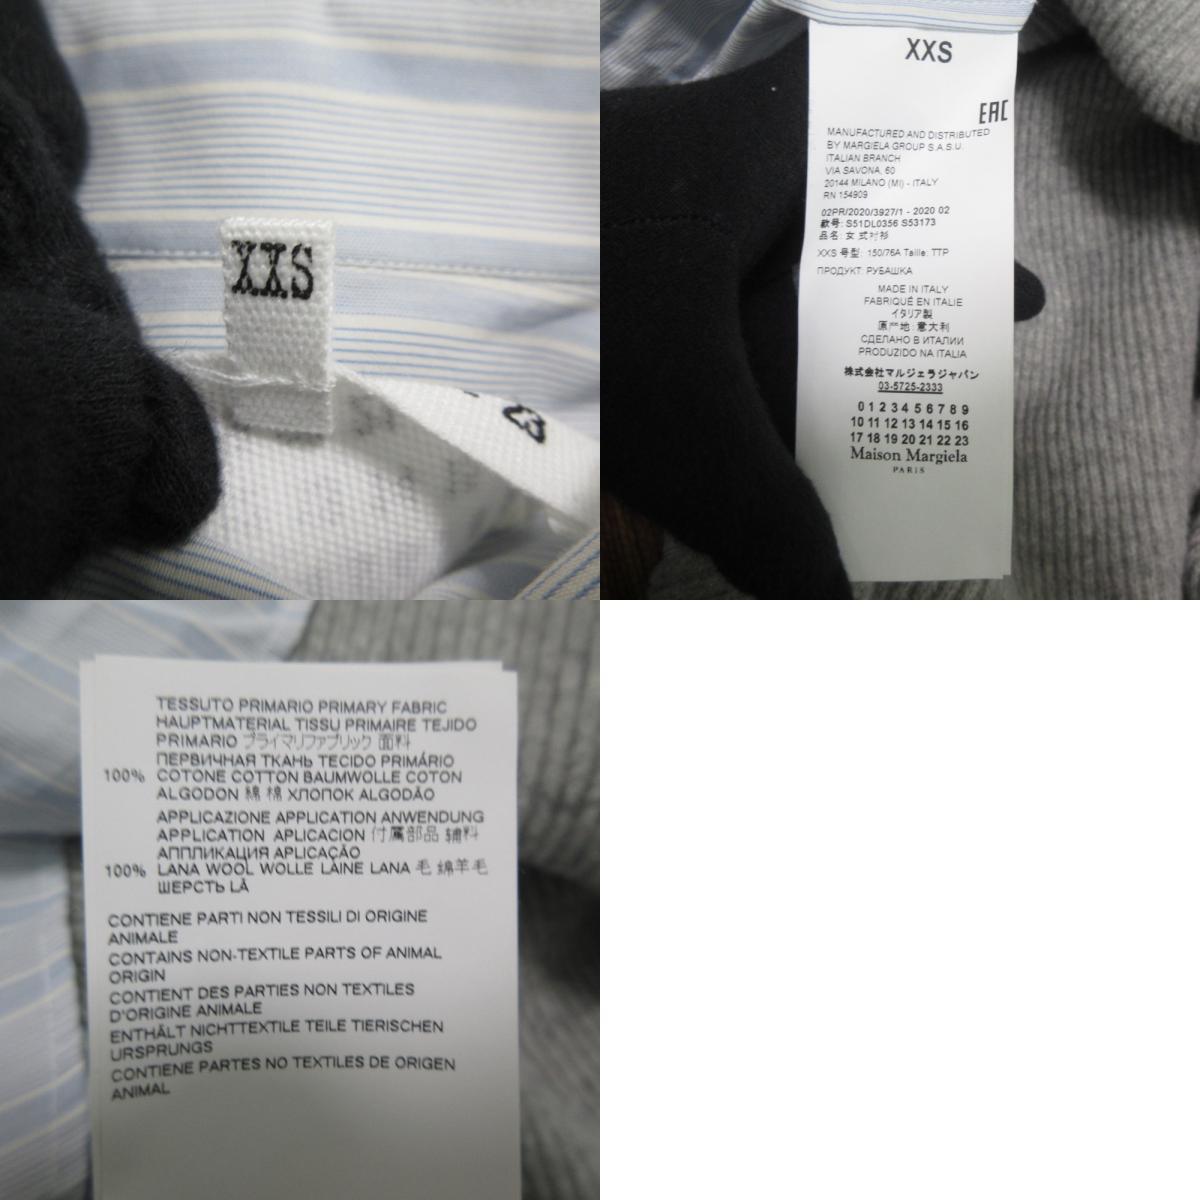 XXS
3
XXS
EAC
MANUFACTURED AND DISTRIBUTED
BY MARGIELA GROUP S.A.S.U.
ITALIAN BRANCH
VIA SAVONA, 60
20144 MILANO (MI) - ITALY
RN 154909
02PR/2020/3927/1 - 2020 02
款号: S51DL0356 S53173
品名: 女 式衬衫
XXS 号型: 150/76A Taille: TTP
ПРОДУКТ: РУБАШКА
MADE IN ITALY
FABRIQUÉ EN ITALIE
イタリア製
原产地: 意大利
СДЕЛАНО В ИТАЛИИ
PRODUZIDO NA ITALIA
株式会社マルジェラジャパン
03-5725-2333
0 1 2 3 4 5 6 7 8 9
10 11 12 13 14 15 16
17 18 19 20 21 22 23
Maison Margiela
PARIS
TESSUTO PRIMARIO PRIMARY FABRIC
HAUPTMATERIAL TISSU PRIMAIRE TEJIDO
PRIMARIO プライマリファブリック 面料
ПЕРВИЧНАЯ ТКАНЬ TECIDO PRIMÁRIO
100% COTONE COTTON BAUMWOLLE COTON
ALGODON 綿 棉 ХЛОПОК ALGODÃO
APPLICAZIONE APPLICATION ANWENDUNG
APPLICATION APLICACION 付属部品 辅料
АППЛИКАЦИЯ APLICAÇÃO
100% LANA WOOL WOLLE LAINE LANA 毛 绵羊毛
ШЕРСТЬ LÃ
CONTIENE PARTI NON TESSILI DI ORIGINE
ANIMALE
CONTAINS NON-TEXTILE PARTS OF ANIMAL
ORIGIN
CONTIENT DES PARTIES NON TEXTILES
D'ORIGINE ANIMALE
ENTHÄLT NICHTTEXTILE TEILE TIERISCHEN
URSPRUNGS
CONTIENE PARTES NO TEXTILES DE ORIGEN
ANIMAL